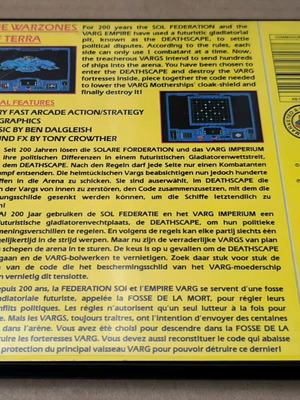 E WARZONES
TERRA
For 200 years the SOL FEDERATION and the
VARG EMPIRE have used a futuristic gladiatorial
pit, known as the DEATHSCAPE, to settle
political disputes. According to the rules, each
side can only use 1 combatant at a time. Now,
the treacherous VARGS intend to send hundreds
of ships into the arena. You have been chosen to
enter the DEATHSCAPE and destroy the VARG
fortresses inside, piece together the code needed
to lower the VARG Motherships' cloak-shield and
finally destroy it!
AL FEATURES
RY FAST ARCADE ACTION/STRATEGY
GRAPHICS
SIC BY BEN DALGLEISH
UND FX BY TONY CROWTHER
Seit 200 Jahren lösen die SOLARE FÖRDERATION und das VARG IMPERIUM
ihre politischen Differenzen in einem futuristischen Gladiatorenwettstreit,
dem DEATHSCAPE. Nach den Regeln darf jede Seite nur einen Kombatanten
mpf entsenden. Die heimtückischen Vargs beabsichtigen nun jedoch hunderte
ffen in die Arena zu schicken. Sie sind auserwählt, im DEATHSCAPE, die
n der Vargs von innen zu zerstören, den Code zusammenzusetzen, mit dem die
ungsschilde gesenkt werden können, um die Schiffe letztendlich zu
n!
Al 200 jaar gebruiken de SOL FEDERATIE en het VARG IMPERIUM een
turistische gladiatorenvechtplaats, de DEATHSCAPE, om hun politieke
meningsverschillen te regelen. En volgens de regels kan elke partij slechts één
elijkertijd in de strijd werpen. Maar nu zijn de verraderlijke VARGS van plan
schepen de arena in te sturen. De keus is op u gevallen om de DEATHSCAPE
gaan en de VARG-bolwerken te vernietigen. Zoek daar stuk voor stuk de
van de code die het beschermingsschild van het VARG-moederschip
en vernietig dit tenslotte.
epuis 200 ans, la FEDERATION SOl et l'EMPIRE VARG se servent d'une fosse
adiatoriale futuriste, appelée la FOSSE DE LA MORT, pour régler leurs
nflits politiques. Les règles n'autorisent qu'un seul lutteur à la fois pour
e. Mais les VARGS, toujours traîtres, ont l'intention d'envoyer des centaines
dans l'arène. Vous avez été choisi pour descendre dans la FOSSE DE LA
ruire les forteresses VARG. Vous devez aussi reconstituer le code qui abaisse
protection du principal vaisseau VARG pour pouvoir détruire ce dernier!